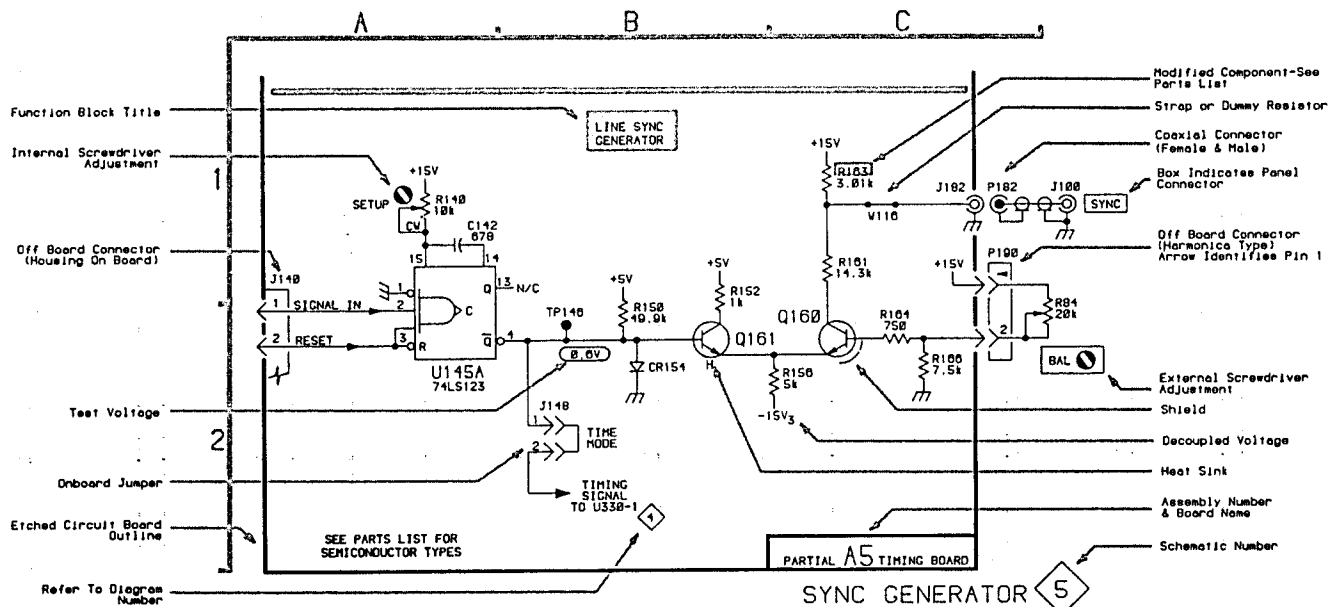 A
B
C
1
2
Function Block Title
Internal Screwdriver
Adjustment
Off Board Connector
(Housing On Board)
Test Voltage
Onboard Jumper
Etched Circuit Board
Outline
Refer To Diagram
Number
LINE SYNC
GENERATOR
+15V
SETUP
R140
10k
CW
C142
678
15
14
J140
1
SIGNAL IN
2
RESET
1
2
3
R
C
Q
13
N/C
Q
4
U145A
74LS123
TP146
0.6V
+5V
R150
49.9k
CR154
J148
1
2
TIME
MODE
TIMING
SIGNAL
TO U330-1
4
+5V
R152
1k
Q161
H
R156
5k
-15V3
+15V
R163
3.01k
W116
R161
14.3k
Q160
R164
750
R166
7.5k
J182
P182
J100
SYNC
+15V
P190
2
R84
20k
BAL
SEE PARTS LIST FOR
SEMICONDUCTOR TYPES
PARTIAL A5 TIMING BOARD
SYNC GENERATOR
5
Modified Component-See
Parts List
Strap or Dummy Resistor
Coaxial Connector
(Female & Male)
Box Indicates Panel
Connector
Off Board Connector
(Harmonica Type)
Arrow Identifies Pin 1
External Screwdriver
Adjustment
Shield
Decoupled Voltage
Heat Sink
Assembly Number
& Board Name
Schematic Number